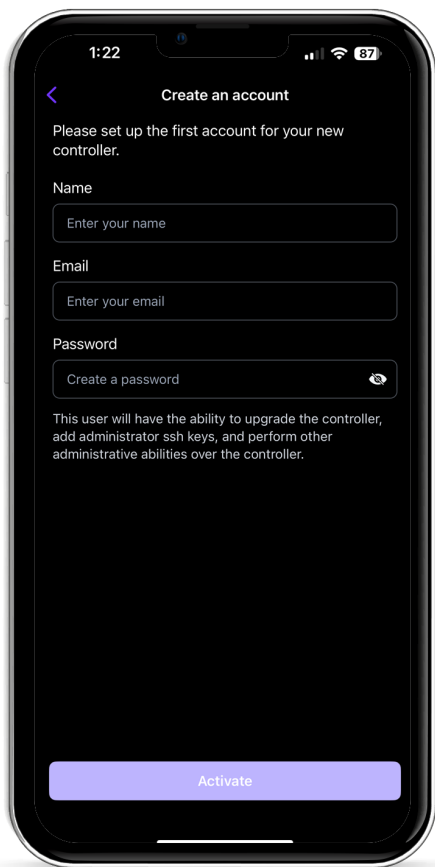 1:22
87
Create an account
Please set up the first account for your new
controller.
Name
Enter your name
Email
Enter your email
Password
Create a password
This user will have the ability to upgrade the controller,
add administrator ssh keys, and perform other
administrative abilities over the controller.
Activate